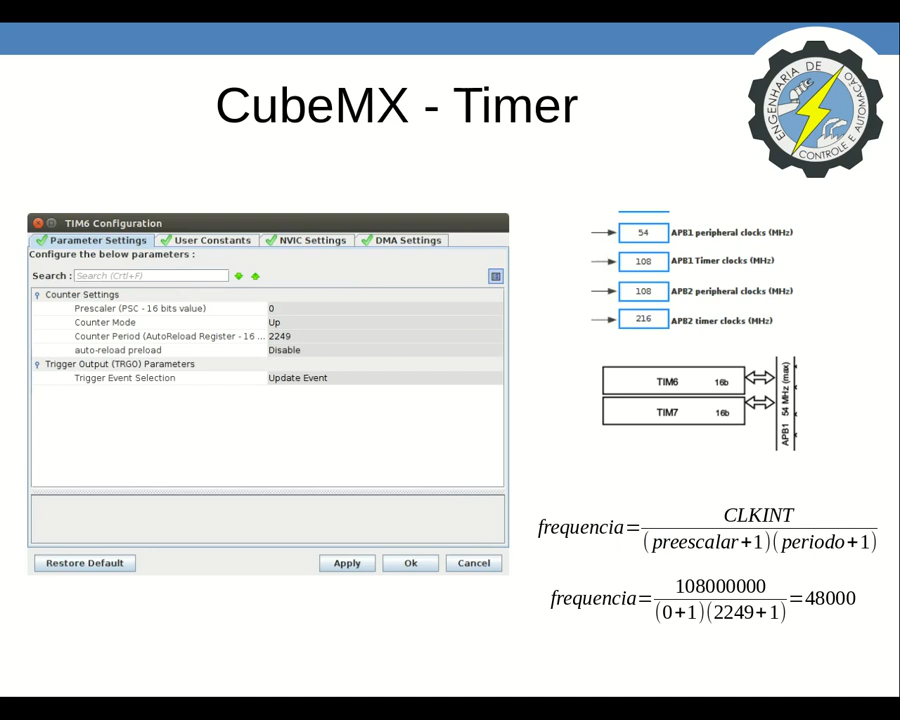 CubeMX - Timer
ENGENHARIA DE
CONTROLE E AUTOMAÇÃO
TIM6 Configuration
Parameter Settings
User Constants
NVIC Settings
DMA Settings
Configure the below parameters :
Search : Search (Crtl+F)
Counter Settings
Prescaler (PSC - 16 bits value) 0
Counter Mode Up
Counter Period (AutoReload Register - 16 ... 2249
auto-reload preload Disable
Trigger Output (TRGO) Parameters
Trigger Event Selection Update Event
Restore Default
Apply
Ok
Cancel
54 APB1 peripheral clocks (MHz)
108 APB1 Timer clocks (MHz)
108 APB2 peripheral clocks (MHz)
216 APB2 timer clocks (MHz)
TIM6 16b
TIM7 16b
APB1 54 MHz (max)
frequencia=CLKINT/(preescalar+1)(periodo+1)
frequencia=108000000/(0+1)(2249+1)=48000